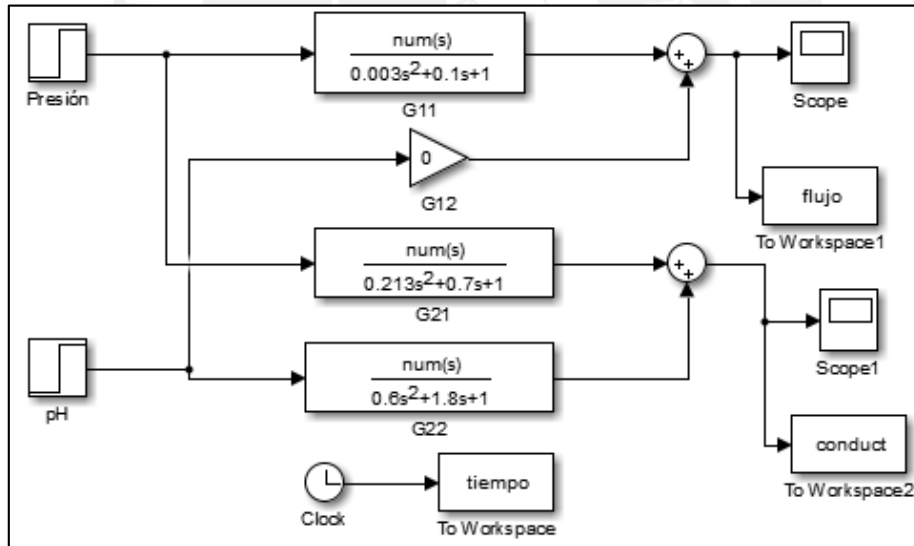 Presión
num(s)
0.003s²+0.1s+1
G11
Scope
0
G12
flujo
To Workspace1
num(s)
0.213s²+0.7s+1
G21
Scope1
pH
num(s)
0.6s²+1.8s+1
G22
conduct
To Workspace2
Clock
tiempo
To Workspace